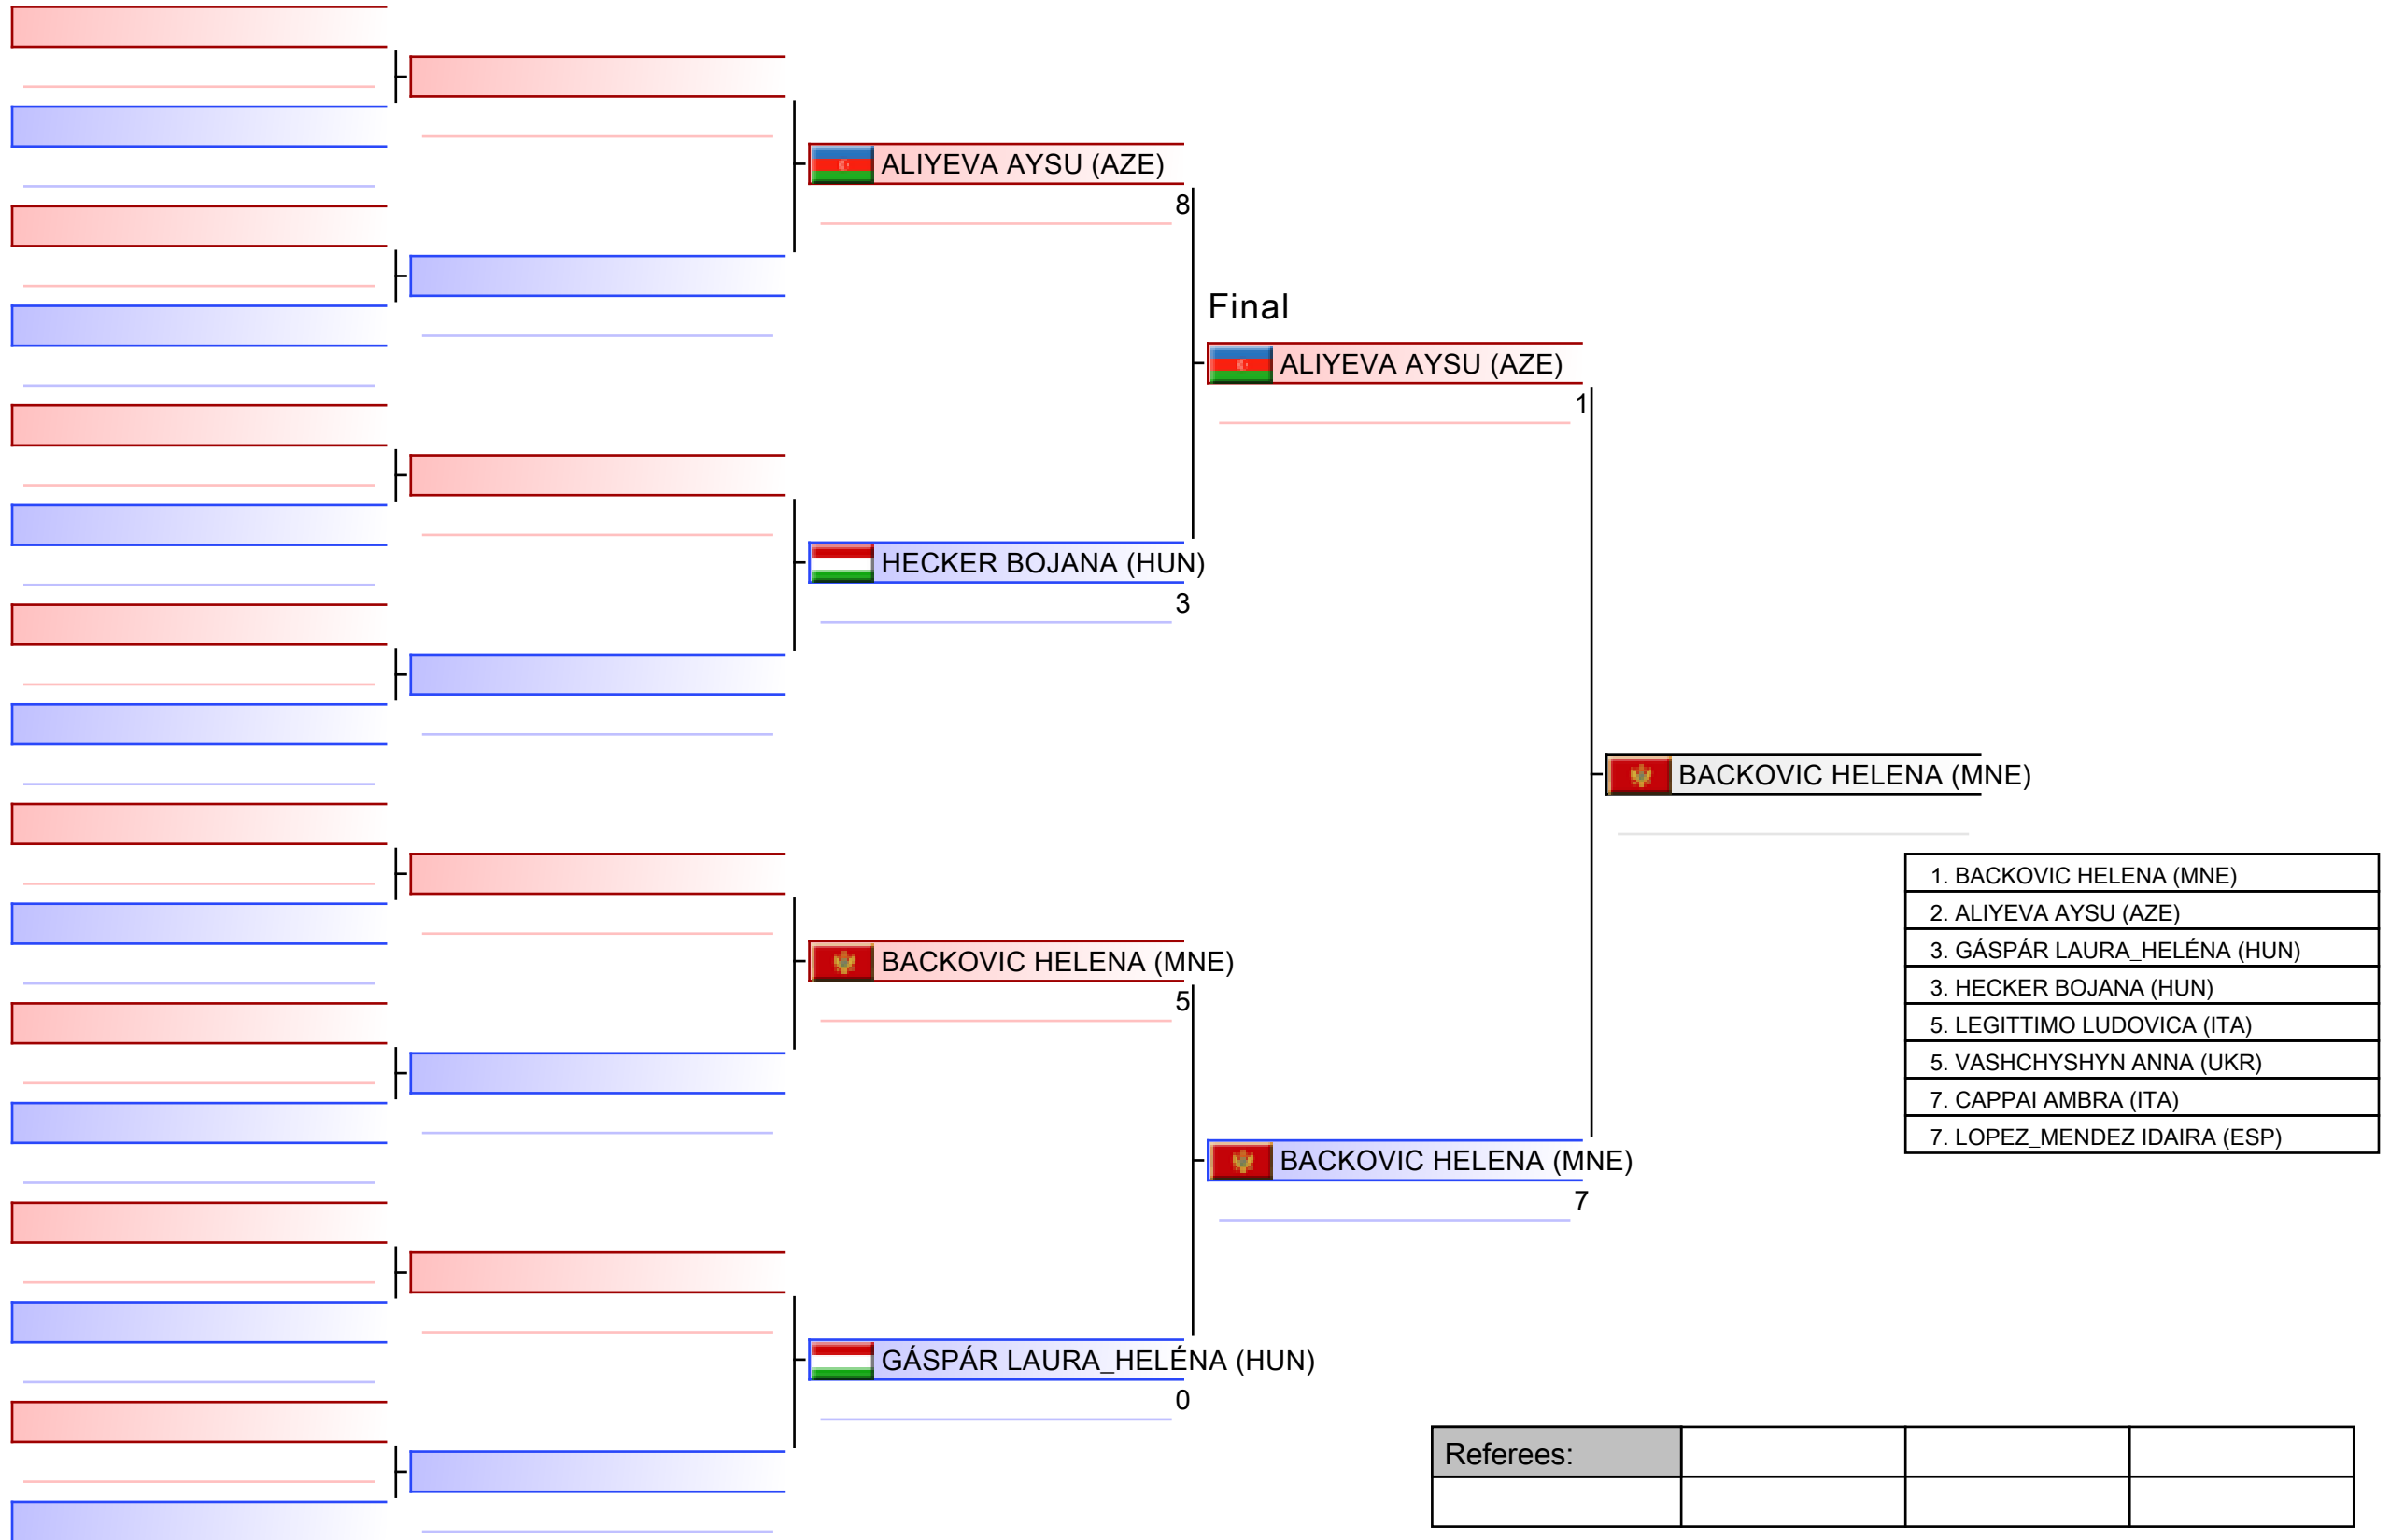 ALIYEVA AYSU (AZE)
8
Final
ALIYEVA AYSU (AZE)
1
HECKER BOJANA (HUN)
3
BACKOVIC HELENA (MNE)
1. BACKOVIC HELENA (MNE)
2. ALIYEVA AYSU (AZE)
3. GÁSPÁR LAURA_HELÉNA (HUN)
3. HECKER BOJANA (HUN)
5. LEGITTIMO LUDOVICA (ITA)
5. VASHCHYSHYN ANNA (UKR)
7. CAPPAI AMBRA (ITA)
7. LOPEZ_MENDEZ IDAIRA (ESP)
BACKOVIC HELENA (MNE)
5
BACKOVIC HELENA (MNE)
7
GÁSPÁR LAURA_HELÉNA (HUN)
0
Referees: